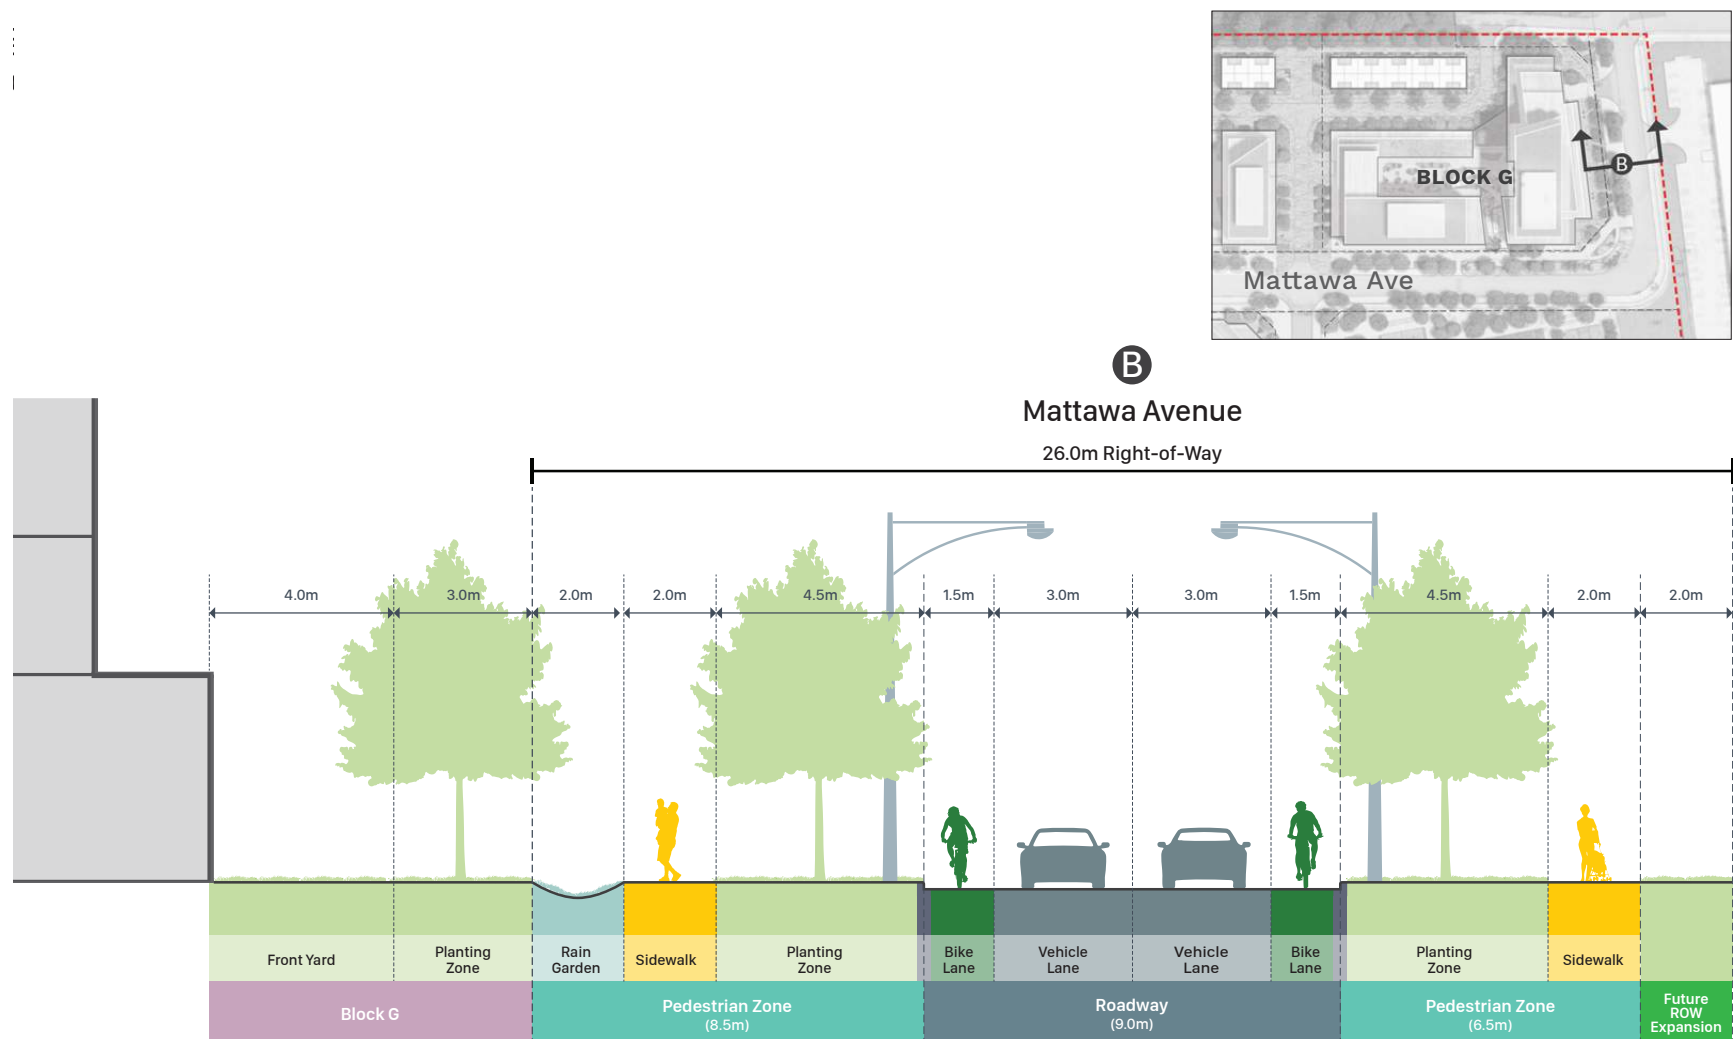 BLOCK G
B
Mattawa Ave
B
Mattawa Avenue
26.0m Right-of-Way
4.0m 3.0m 2.0m 2.0m 4.5m 1.5m 3.0m 3.0m 1.5m 4.5m 2.0m 2.0m
Front Yard
Planting
Zone
Rain
Garden
Sidewalk
Planting
Zone
Bike
Lane
Vehicle
Lane
Vehicle
Lane
Bike
Lane
Planting
Zone
Sidewalk
Block G
Pedestrian Zone
(8.5m)
Roadway
(9.0m)
Pedestrian Zone
(6.5m)
Future
ROW
Expansion